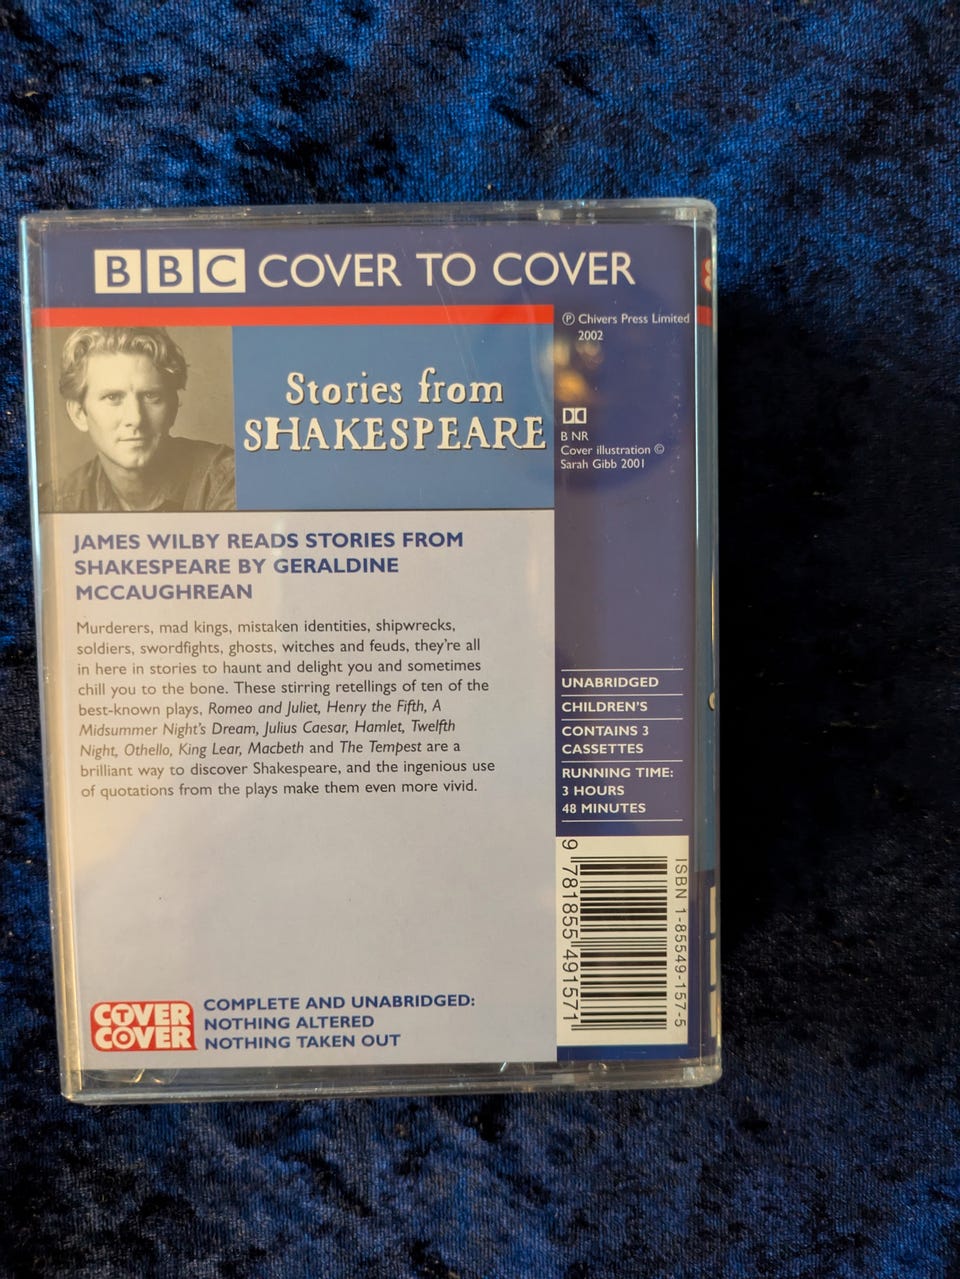 BBC COVER TO COVER
Stories from
SHAKESPEARE
JAMES WILBY READS STORIES FROM
SHAKESPEARE BY GERALDINE
MCCAUGHREAN
Murderers, mad kings, mistaken identities, shipwrecks,
soldiers, swordfights, ghosts, witches and feuds, they're all
in here in stories to haunt and delight you and sometimes
chill you to the bone. These stirring retellings of ten of the
best-known plays, Romeo and Juliet, Henry the Fifth, A
Midsummer Night's Dream, Julius Caesar, Hamlet, Twelfth
Night, Othello, King Lear, Macbeth and The Tempest are a
brilliant way to discover Shakespeare, and the ingenious use
of quotations from the plays make them even more vivid.
COVER
TO
COVER
COMPLETE AND UNABRIDGED:
NOTHING ALTERED
NOTHING TAKEN OUT
℗ Chivers Press Limited
2002
B NR
Cover illustration ©
Sarah Gibb 2001
UNABRIDGED
CHILDREN'S
CONTAINS 3
CASSETTES
RUNNING TIME:
3 HOURS
48 MINUTES
ISBN 1-85549-157-5
9 781855 491571